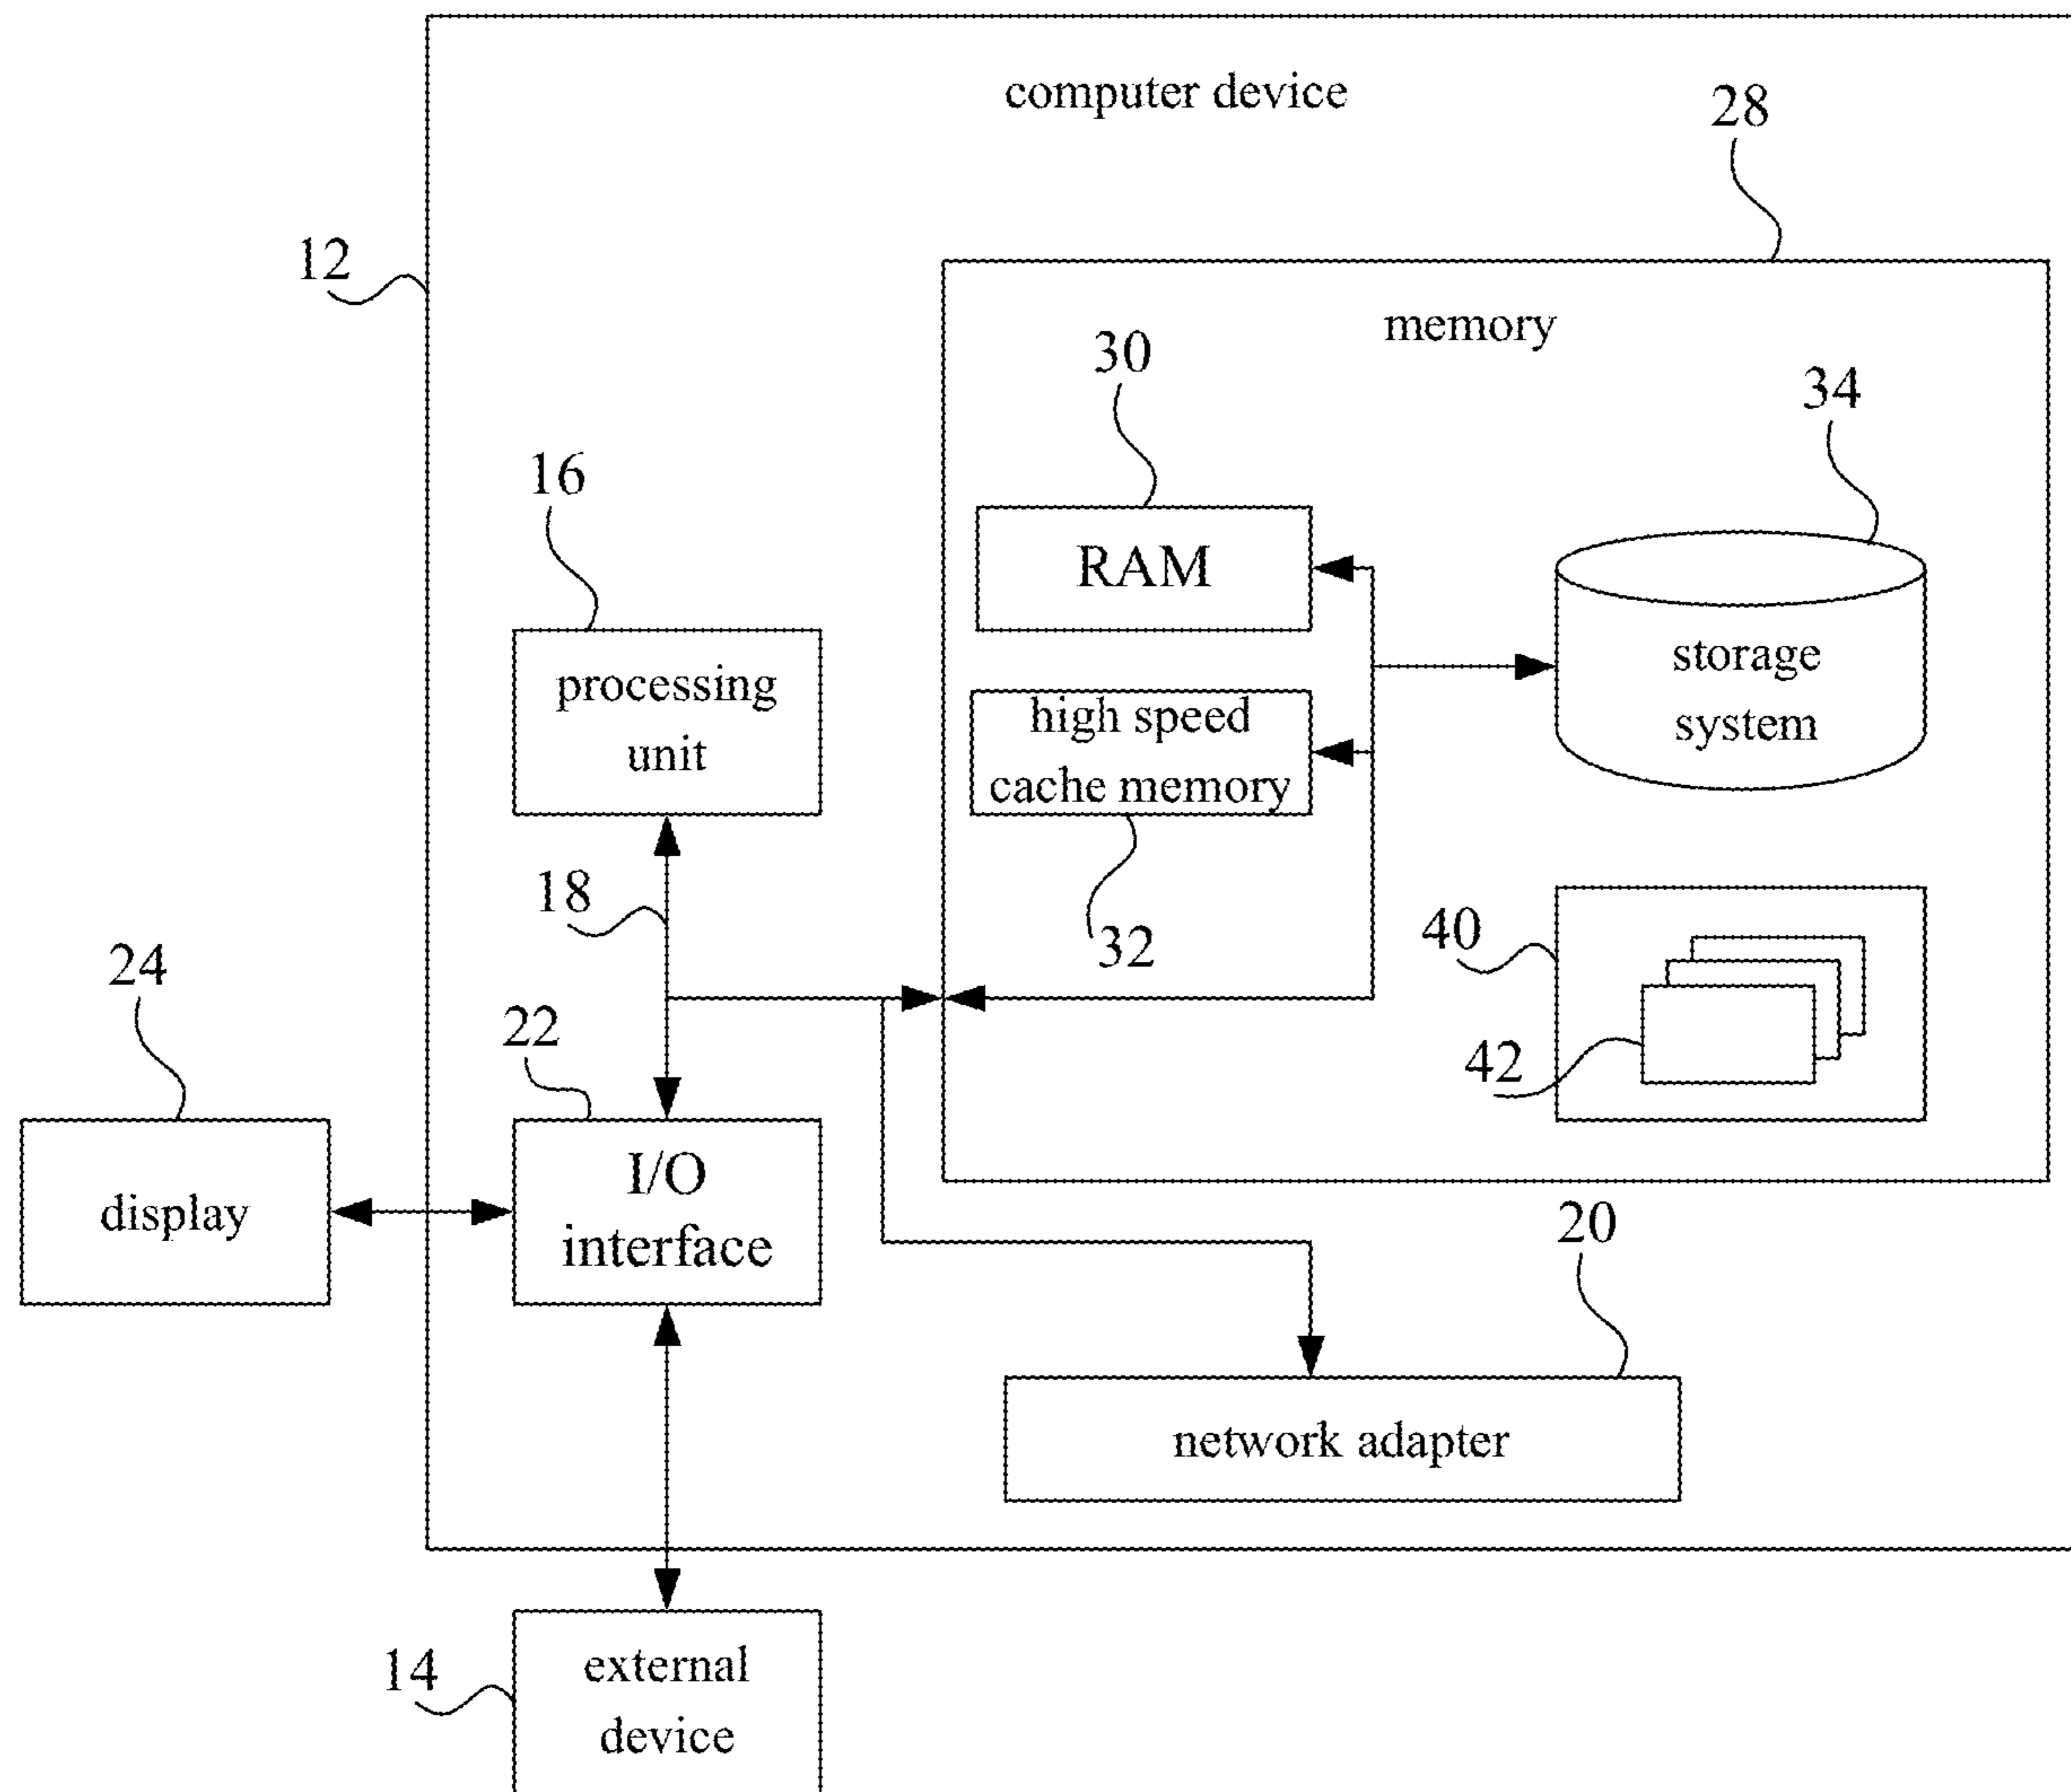 computer device
28
12
memory
30
34
16
RAM
processing
unit
storage
system
high speed
cache memory
18
32
40
24
22
42
display
I/O
interface
20
network adapter
14
external
device